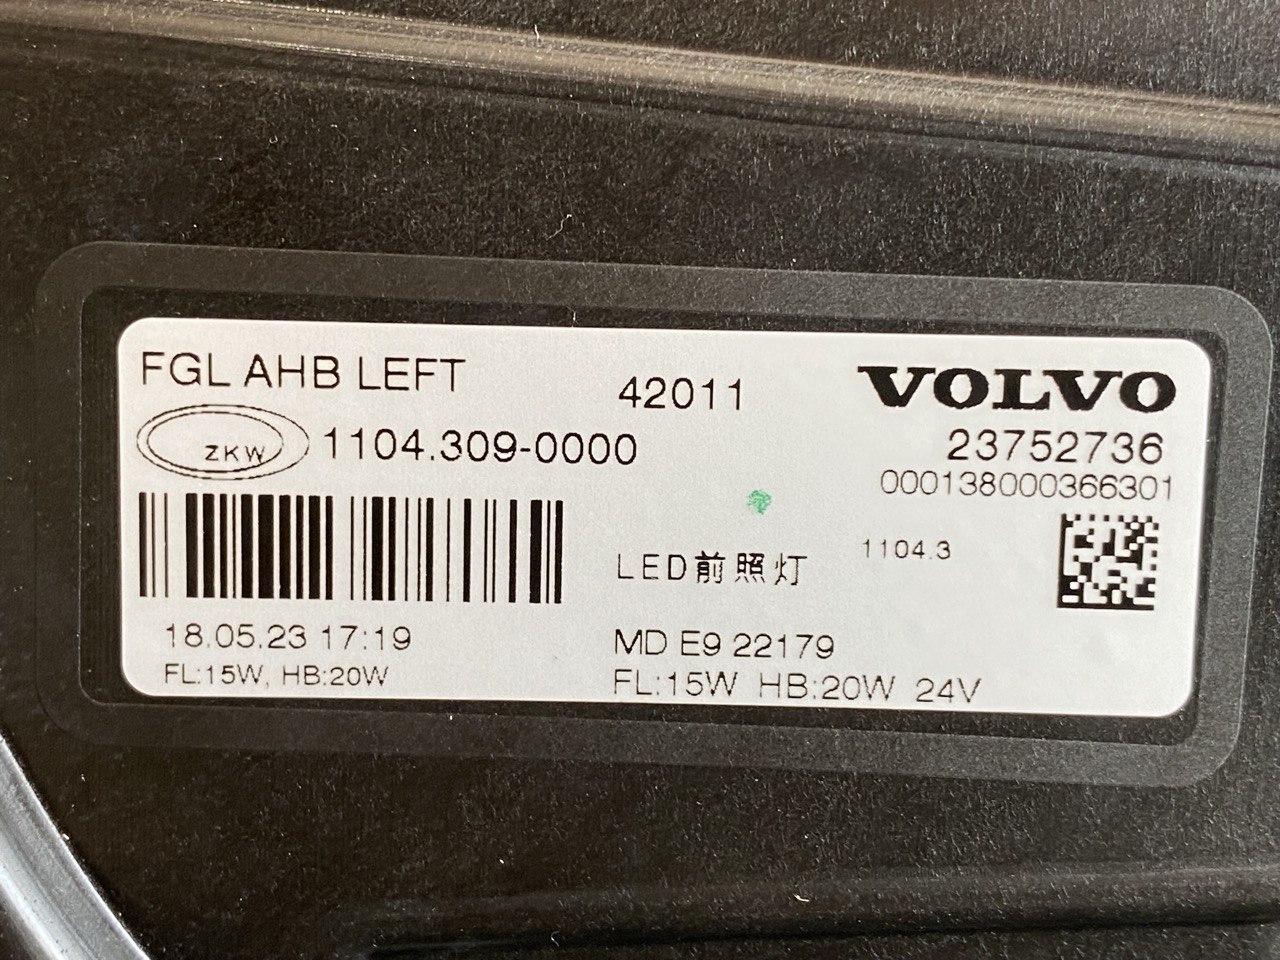 FGL AHB LEFT
42011
VOLVO
ZKW
1104.309-0000
23752736
000138000366301
LED前照灯
1104.3
18.05.23 17:19
MD E9 22179
FL:15W, HB:20W
FL:15W HB:20W 24V